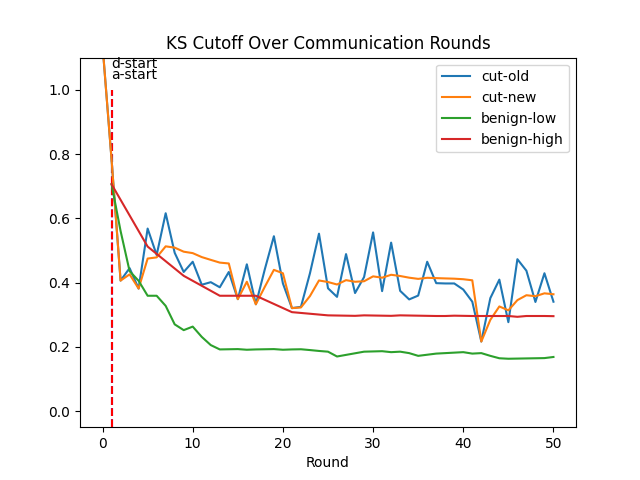 KS Cutoff Over Communication Rounds
d-start
a-start
cut-old
cut-new
benign-low
benign-high
1.0
0.8
0.6
0.4
0.2
0.0
0 10 20 30 40 50
Round